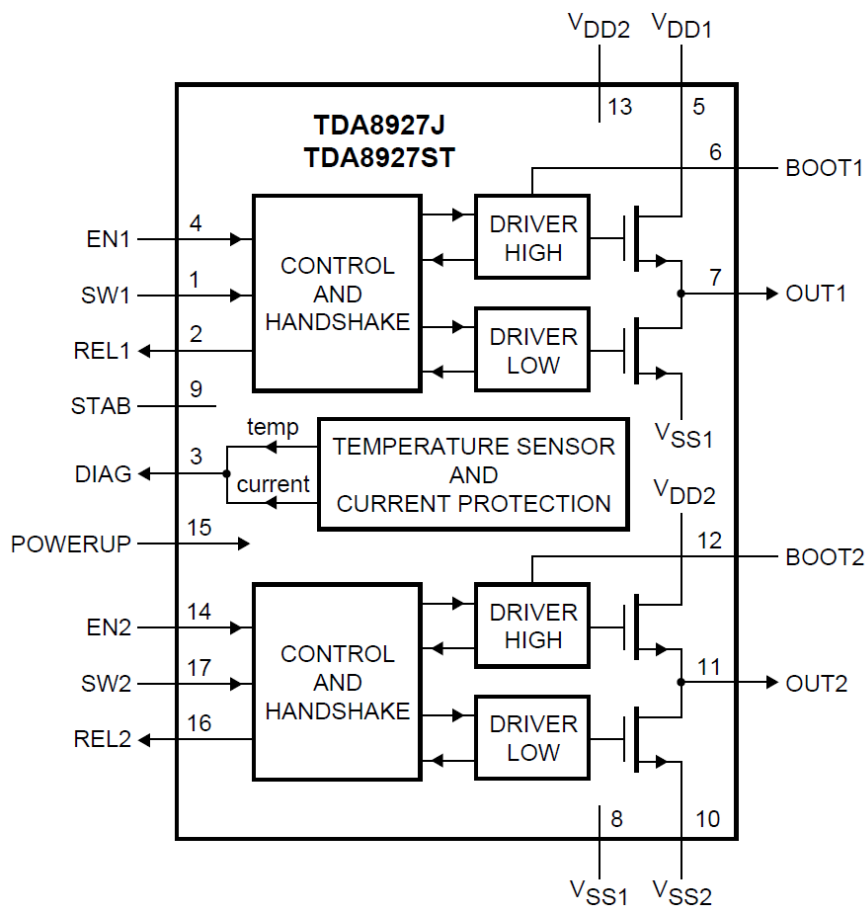 VDD2
VDD1
13
5
TDA8927J
TDA8927ST
6
BOOT1
EN1
4
SW1
1
REL1
2
CONTROL
AND
HANDSHAKE
DRIVER
HIGH
DRIVER
LOW
7
OUT1
STAB
9
VSS1
DIAG
3
temp
current
TEMPERATURE SENSOR
AND
CURRENT PROTECTION
VDD2
POWERUP
15
12
BOOT2
EN2
14
SW2
17
REL2
16
CONTROL
AND
HANDSHAKE
DRIVER
HIGH
DRIVER
LOW
11
OUT2
8
10
VSS1
VSS2